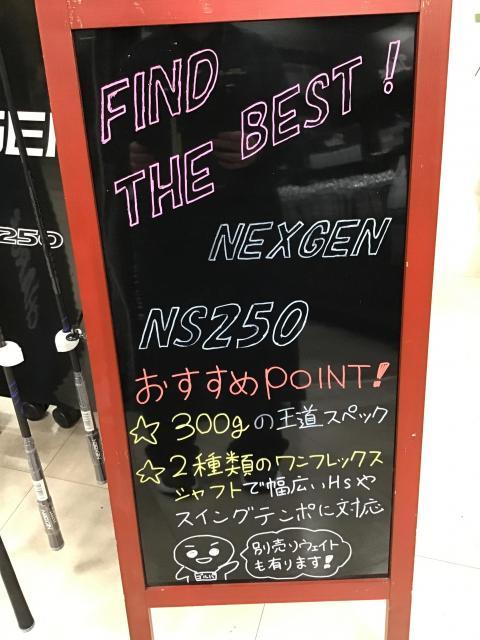 FIND
THE BEST!
NEXGEN
NS250
おすすめPOINT!
☆ 300gの王道スペック
☆ 2種類のワンフレックス
シャフトで幅広いHSや
スイングテンポに対応
別売りウェイト
も有ります!
GEN
250